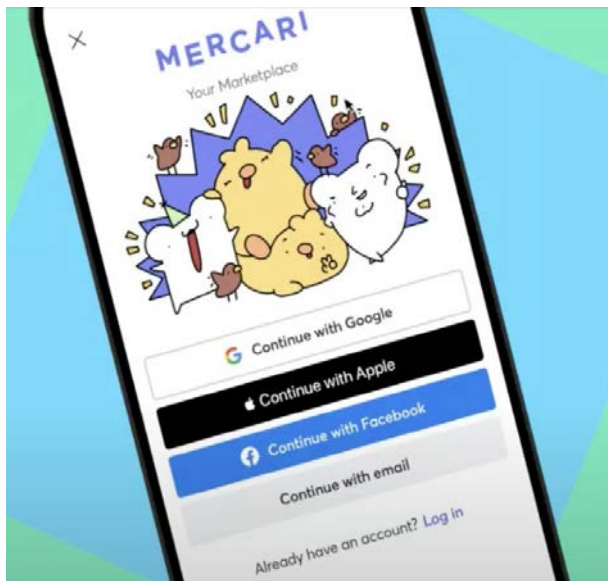 MERCARI
Your Marketplace
Continue with Google
Continue with Apple
Continue with Facebook
Continue with email
Already have an account? Log in